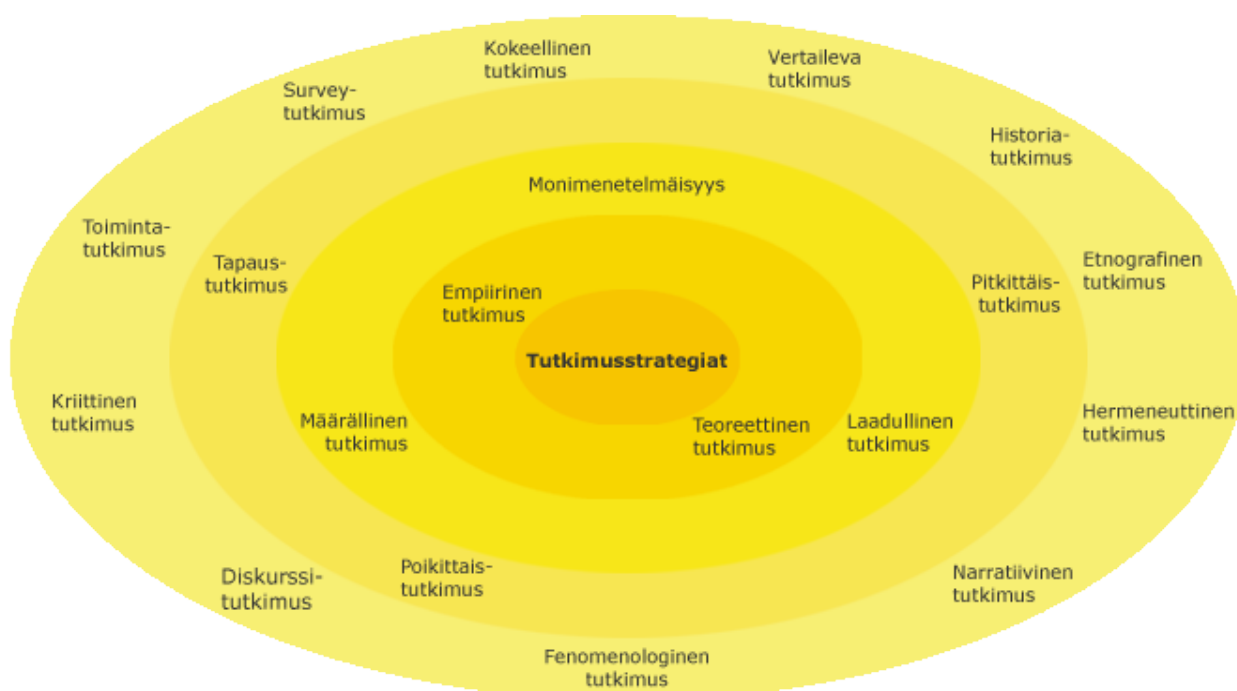 Kokeellinen
tutkimus
Vertaileva
tutkimus
Survey-
tutkimus
Historia-
tutkimus
Monimenetelmäisyys
Toiminta-
tutkimus
Tapaus-
tutkimus
Etnografinen
tutkimus
Pitkittäis-
tutkimus
Empiirinen
tutkimus
Tutkimusstrategiat
Kriittinen
tutkimus
Määrällinen
tutkimus
Teoreettinen
tutkimus
Laadullinen
tutkimus
Hermeneuttinen
tutkimus
Diskurssi-
tutkimus
Poikittais-
tutkimus
Narratiivinen
tutkimus
Fenomenologinen
tutkimus